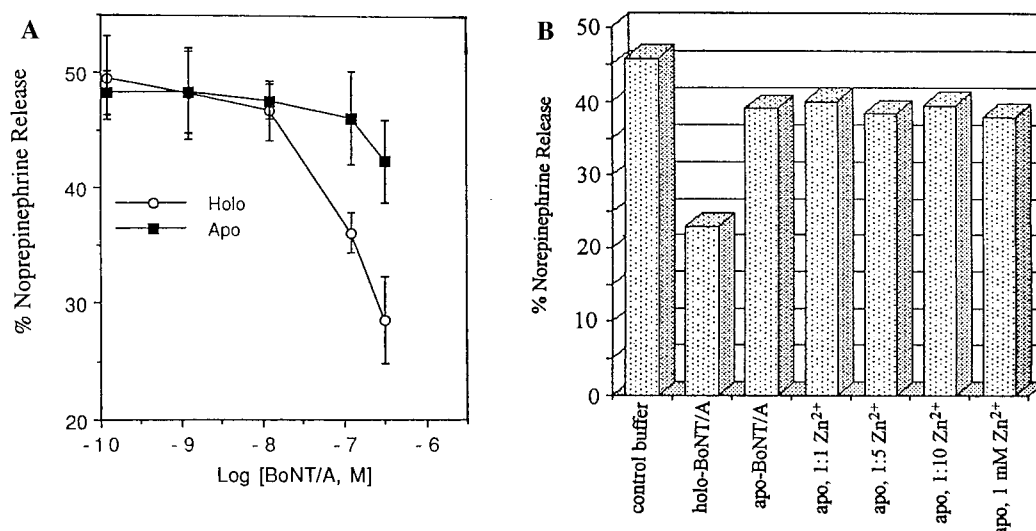 A
% Noprepinephrine Release
50
40
30
20
Holo
Apo
-10
-9
-8
-7
-6
Log [BoNT/A, M]
B
% Norepinephrine Release
50
40
30
20
10
0
control buffer
holo-BoNT/A
apo-BoNT/A
apo, 1:1 Zn2+
apo, 1:5 Zn2+
apo, 1:10 Zn2+
apo, 1 mM Zn2+